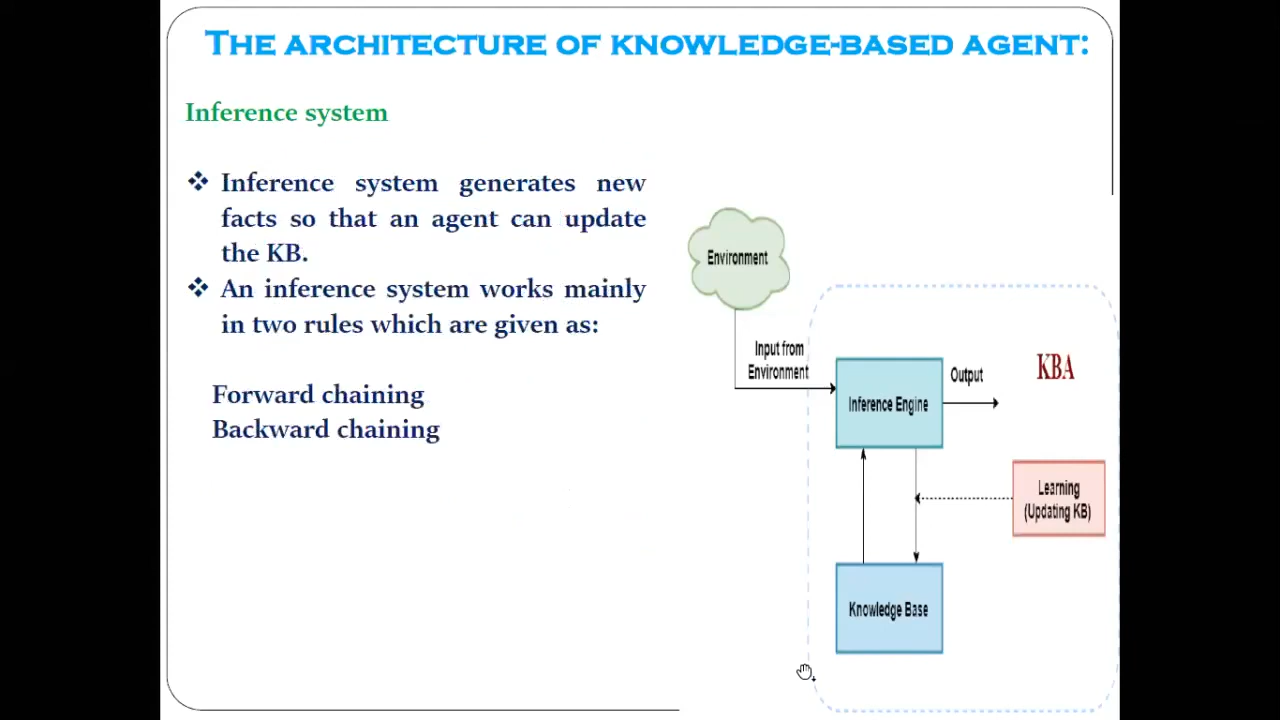 THE ARCHITECTURE OF KNOWLEDGE-BASED AGENT:
Inference system
❖ Inference system generates new
facts so that an agent can update
the KB.
❖ An inference system works mainly
in two rules which are given as:
Forward chaining
Backward chaining
Environment
Input from
Environment
Inference Engine
Output
KBA
Learning
(Updating KB)
Knowledge Base